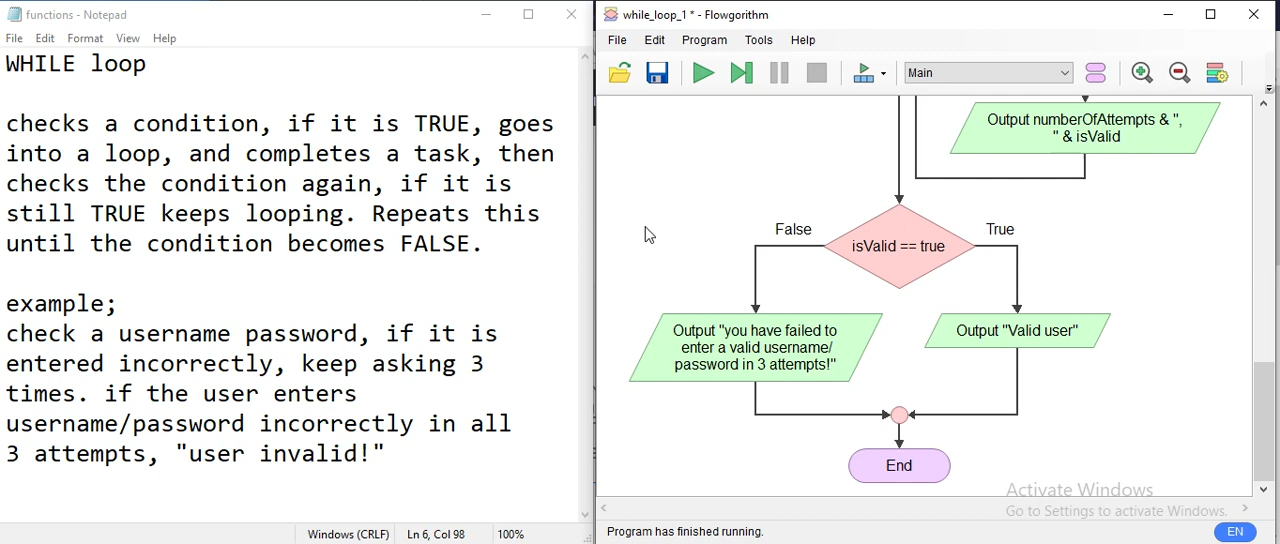 functions - Notepad
File Edit Format View Help
WHILE loop
checks a condition, if it is TRUE, goes
into a loop, and completes a task, then
checks the condition again, if it is
still TRUE keeps looping. Repeats this
until the condition becomes FALSE.
example;
check a username password, if it is
entered incorrectly, keep asking 3
times. if the user enters
username/password incorrectly in all
3 attempts, "user invalid!"
Windows (CRLF) Ln 6, Col 98 100%
while_loop_1 * - Flowgorithm
File Edit Program Tools Help
Main
Output numberOfAttempts & ",
" & isValid
False
True
isValid == true
Output "you have failed to
enter a valid username/
password in 3 attempts!"
Output "Valid user"
End
Activate Windows
Go to Settings to activate Windows.
Program has finished running.
EN